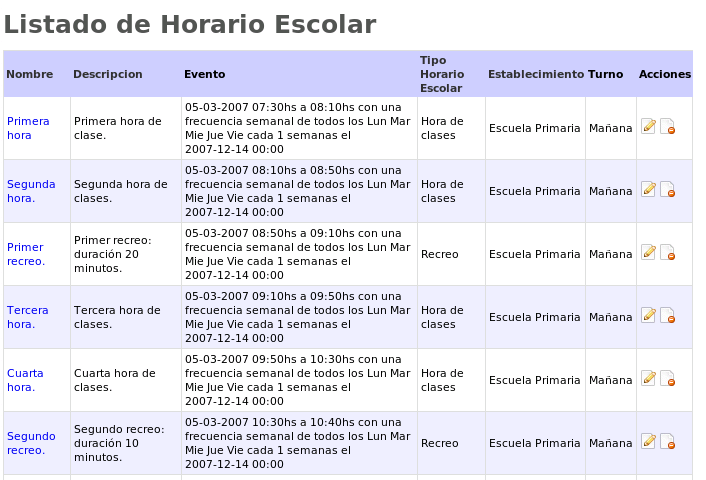 Listado de Horario Escolar
Nombre Descripcion Evento Tipo Horario Escolar Establecimiento Turno Acciones
Primera hora Primera hora de clase. 05-03-2007 07:30hs a 08:10hs con una frecuencia semanal de todos los Lun Mar Mie Jue Vie cada 1 semanas el 2007-12-14 00:00 Hora de clases Escuela Primaria Mañana
Segunda hora. Segunda hora de clases. 05-03-2007 08:10hs a 08:50hs con una frecuencia semanal de todos los Lun Mar Mie Jue Vie cada 1 semanas el 2007-12-14 00:00 Hora de clases Escuela Primaria Mañana
Primer recreo. Primer recreo: duración 20 minutos. 05-03-2007 08:50hs a 09:10hs con una frecuencia semanal de todos los Lun Mar Mie Jue Vie cada 1 semanas el 2007-12-14 00:00 Recreo Escuela Primaria Mañana
Tercera hora. Tercera hora de clases. 05-03-2007 09:10hs a 09:50hs con una frecuencia semanal de todos los Lun Mar Mie Jue Vie cada 1 semanas el 2007-12-14 00:00 Hora de clases Escuela Primaria Mañana
Cuarta hora. Cuarta hora de clases. 05-03-2007 09:50hs a 10:30hs con una frecuencia semanal de todos los Lun Mar Mie Jue Vie cada 1 semanas el 2007-12-14 00:00 Hora de clases Escuela Primaria Mañana
Segundo recreo. Segundo recreo: duración 10 minutos. 05-03-2007 10:30hs a 10:40hs con una frecuencia semanal de todos los Lun Mar Mie Jue Vie cada 1 semanas el 2007-12-14 00:00 Recreo Escuela Primaria Mañana